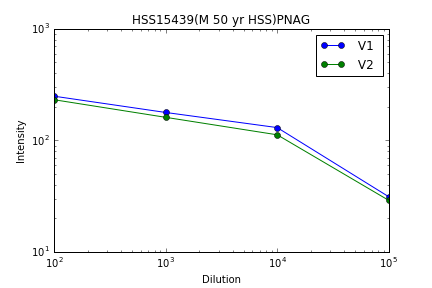 HSS15439(M 50 yr HSS)PNAG
10³
V1
V2
10²
Intensity
10¹
10² 10³ 10⁴ 10⁵
Dilution